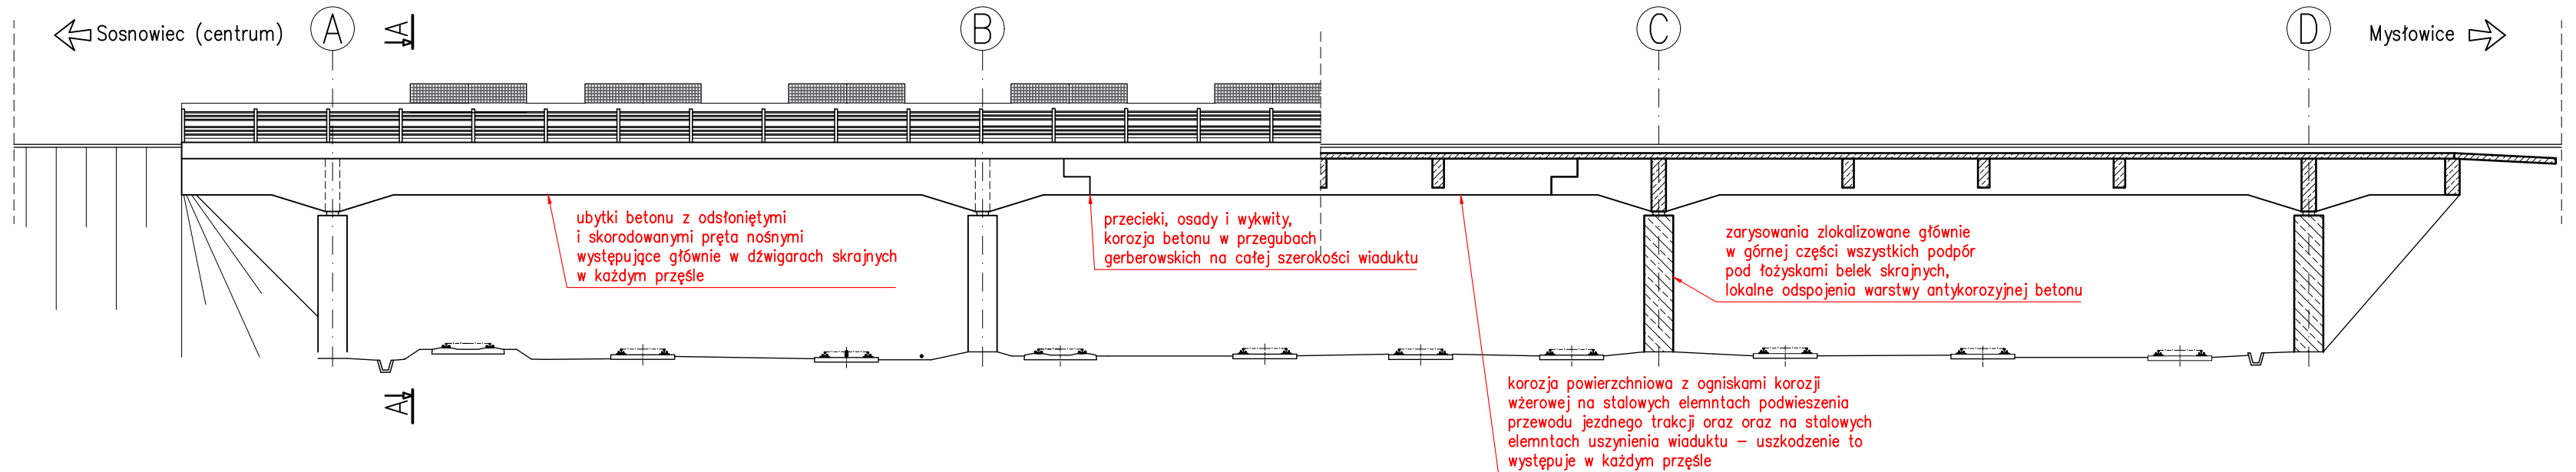 Sosnowiec (centrum)
A
A
B
C
D
Mysłowice
ubytki betonu z odsłoniętymi
i skorodowanymi pręta nośnymi
występujące głównie w dźwigarach skrajnych
w każdym przęśle
przecieki, osady i wykwity,
korozja betonu w przegubach
gerberowskich na całej szerokości wiaduktu
zarysowania zlokalizowane głównie
w górnej części wszystkich podpór
pod łożyskami belek skrajnych,
lokalne odspojenia warstwy antykorozyjnej betonu
A
korozja powierzchniowa z ogniskami korozji
wżerowej na stalowych elemntach podwieszenia
przewodu jezdnego trakcji oraz oraz na stalowych
elemntach uszynienia wiaduktu – uszkodzenie to
występuje w każdym przęśle